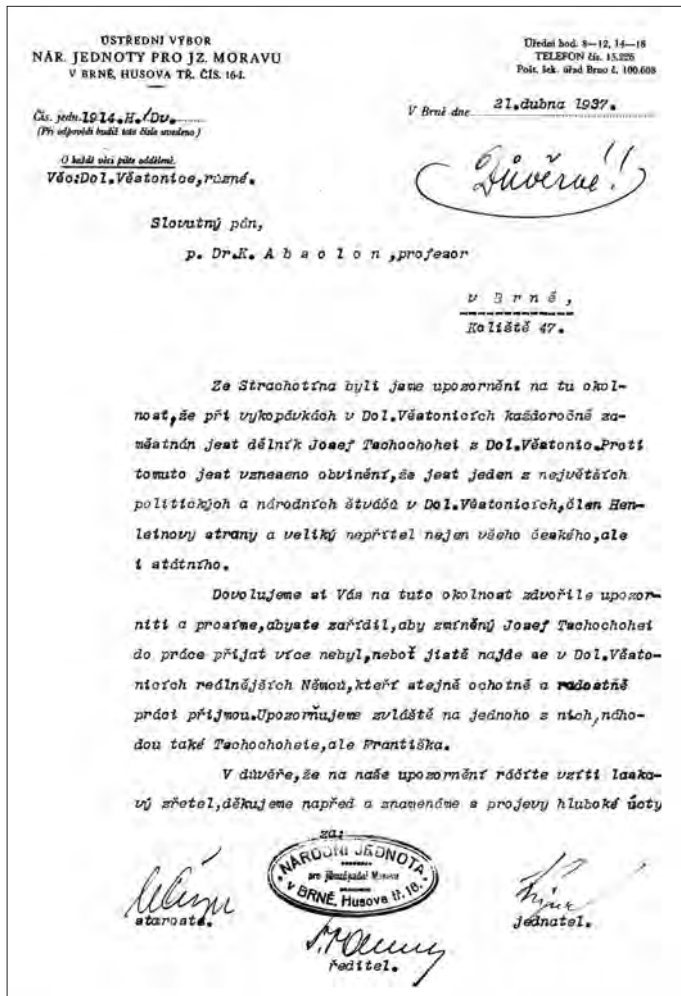 ÚSTŘEDNÍ VÝBOR
NÁR. JEDNOTY PRO JZ. MORAVU
V BRNĚ, HUSOVA TŘ. ČÍS. 16-I.
Úřední hod. 8—12, 14—18
TELEFON čís. 15.225
Pošt. šek. úřad Brno č. 100.608
Čís. jedn. 1914.H./Dv.
(Při odpovědi budiž toto číslo uvedeno)
V Brně dne 21.dubna 1937.
O každé věci pište odděleně.
Věc:Dol.Věstonice,různé.
Důvěrné!!
Slovutný pán,
p. Dr.K. A b s o l o n ,profesor
v B r n ě ,
Koliště 47.
Ze Strachotína byli jsme upozorněni na tu okol-
nost,že při vykopávkách v Dol.Věstonicích každoročně za-
městnán jest dělník Josef Tschochohei z Dol.Věstonic.Proti
tomuto jest vzneseno obvinění,že jest jeden z největších
politických a národních štváčů v Dol.Věstonicích,člen Hen-
leinovy strany a veliký nepřítel nejen všeho českého,ale
i státního.
Dovolujeme si Vás na tuto okolnost zdvořile upozor-
niti a prosíme,abyste zařídil,aby zmíněný Josef Tschochohei
do práce přijat více nebyl,neboť jistě najde se v Dol.Věsto-
nicích reálnějších Němců,kteří stejně ochotně a radostně
práci přijmou.Upozorňujeme zvláště na jednoho z nich,náho-
dou také Tschochoheie,ale Františka.
V důvěře,že na naše upozornění ráčíte vzíti laska-
vý zřetel,děkujeme napřed a znamenáme s projevy hluboké úcty
za:
NÁRODNÍ JEDNOTA
pro jihozápadní Moravu
V BRNĚ, Husova tř. 16.
starosta.
jednatel.
ředitel.